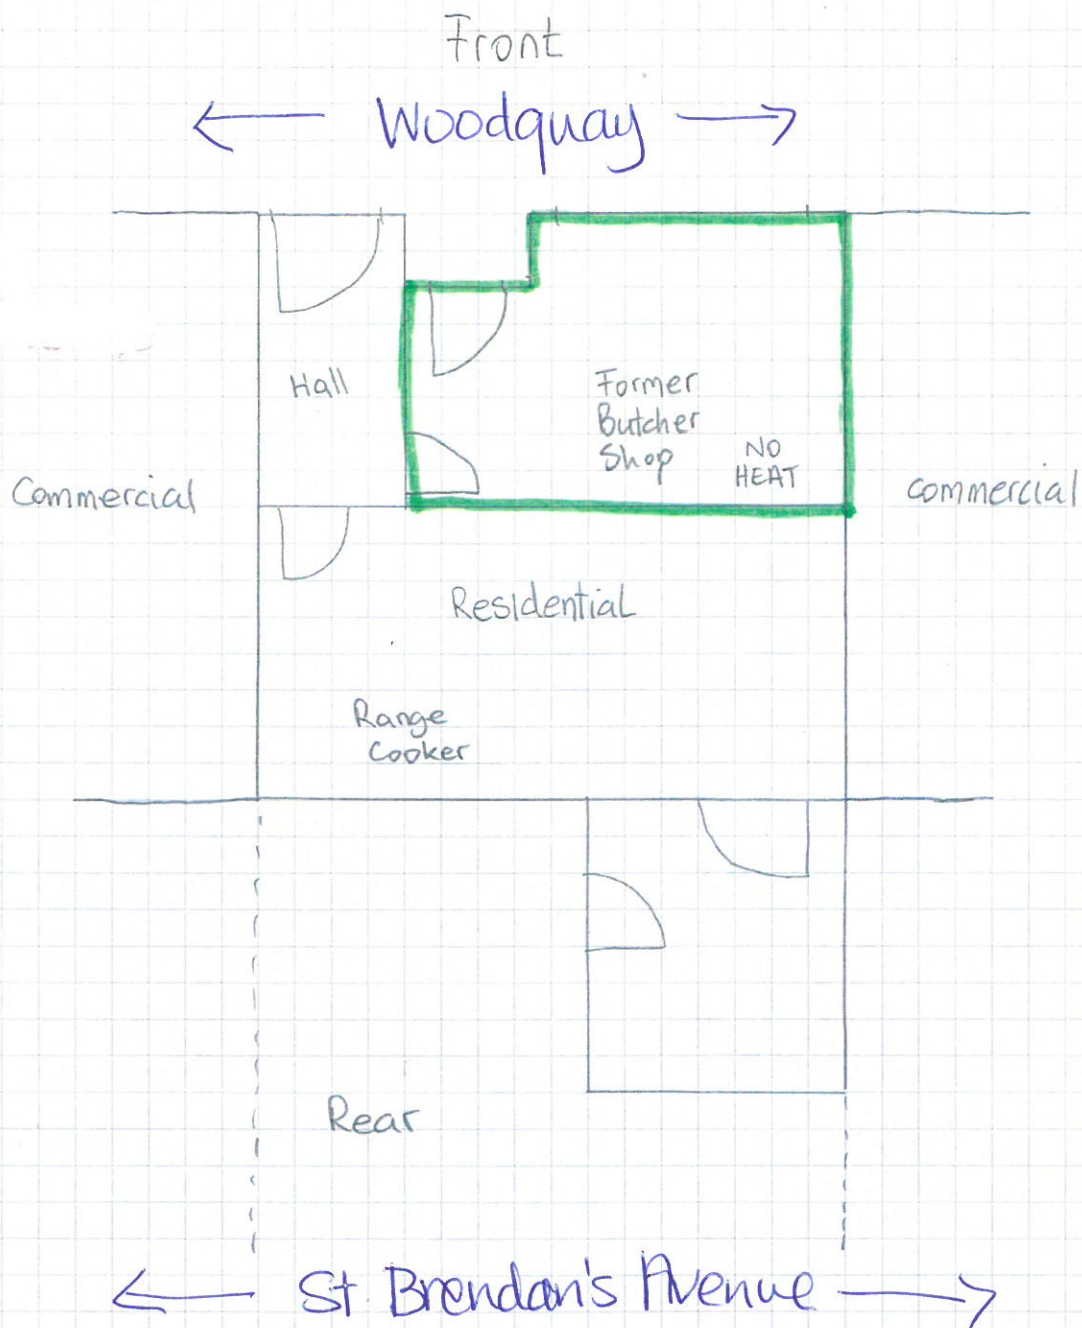 Front
Woodquay
Hall
Former
Butcher
Shop
NO
HEAT
Commercial
commercial
Residential
Range
Cooker
Rear
St. Brendan's Avenue